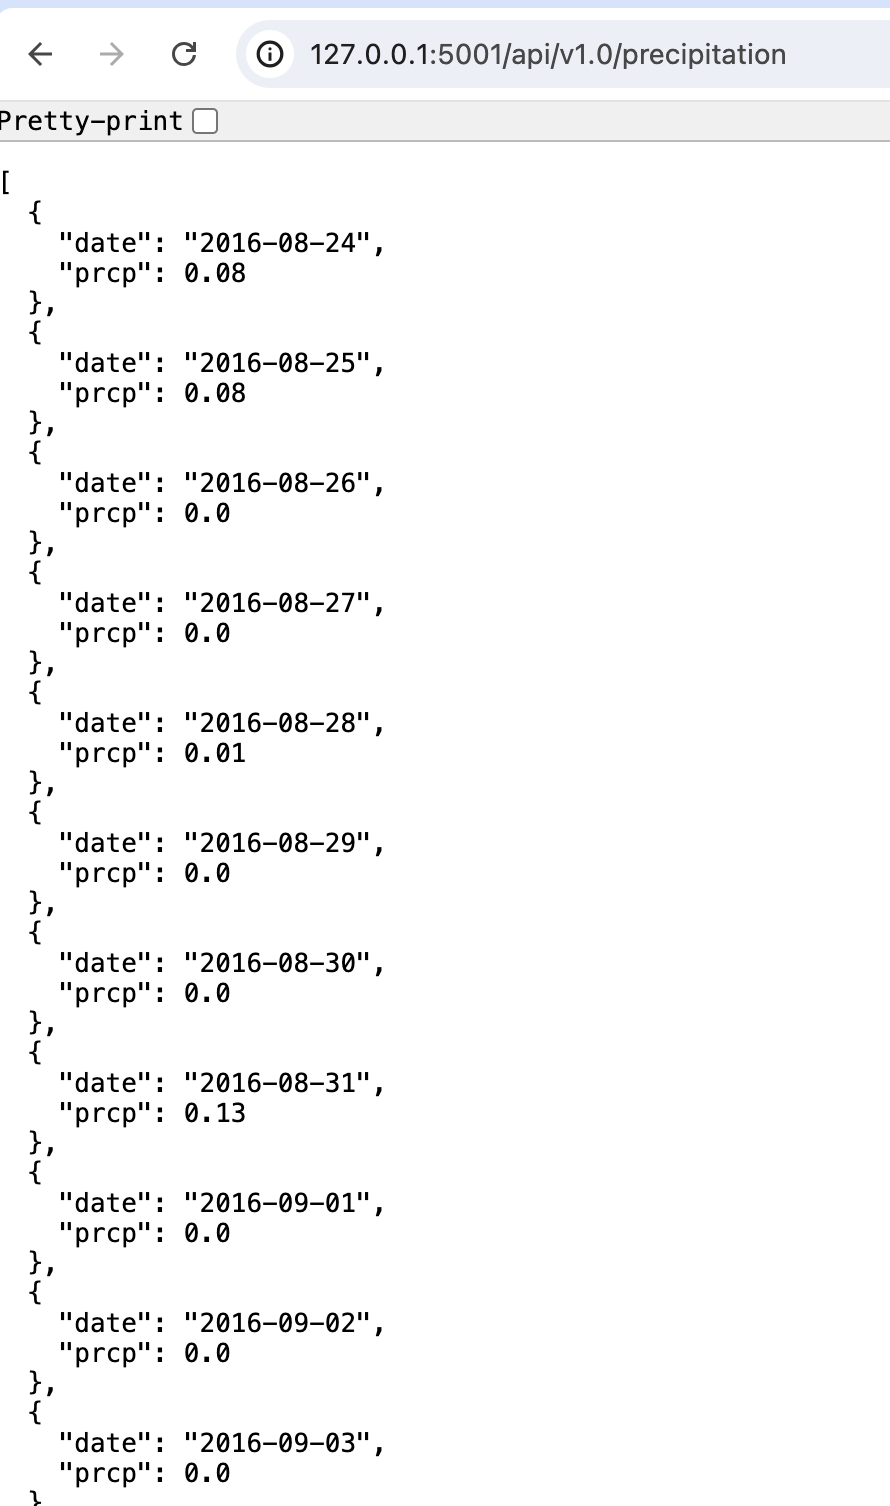 127.0.0.1:5001/api/v1.0/precipitation
Pretty-print
[
  {
    "date": "2016-08-24",
    "prcp": 0.08
  },
  {
    "date": "2016-08-25",
    "prcp": 0.08
  },
  {
    "date": "2016-08-26",
    "prcp": 0.0
  },
  {
    "date": "2016-08-27",
    "prcp": 0.0
  },
  {
    "date": "2016-08-28",
    "prcp": 0.01
  },
  {
    "date": "2016-08-29",
    "prcp": 0.0
  },
  {
    "date": "2016-08-30",
    "prcp": 0.0
  },
  {
    "date": "2016-08-31",
    "prcp": 0.13
  },
  {
    "date": "2016-09-01",
    "prcp": 0.0
  },
  {
    "date": "2016-09-02",
    "prcp": 0.0
  },
  {
    "date": "2016-09-03",
    "prcp": 0.0
  }